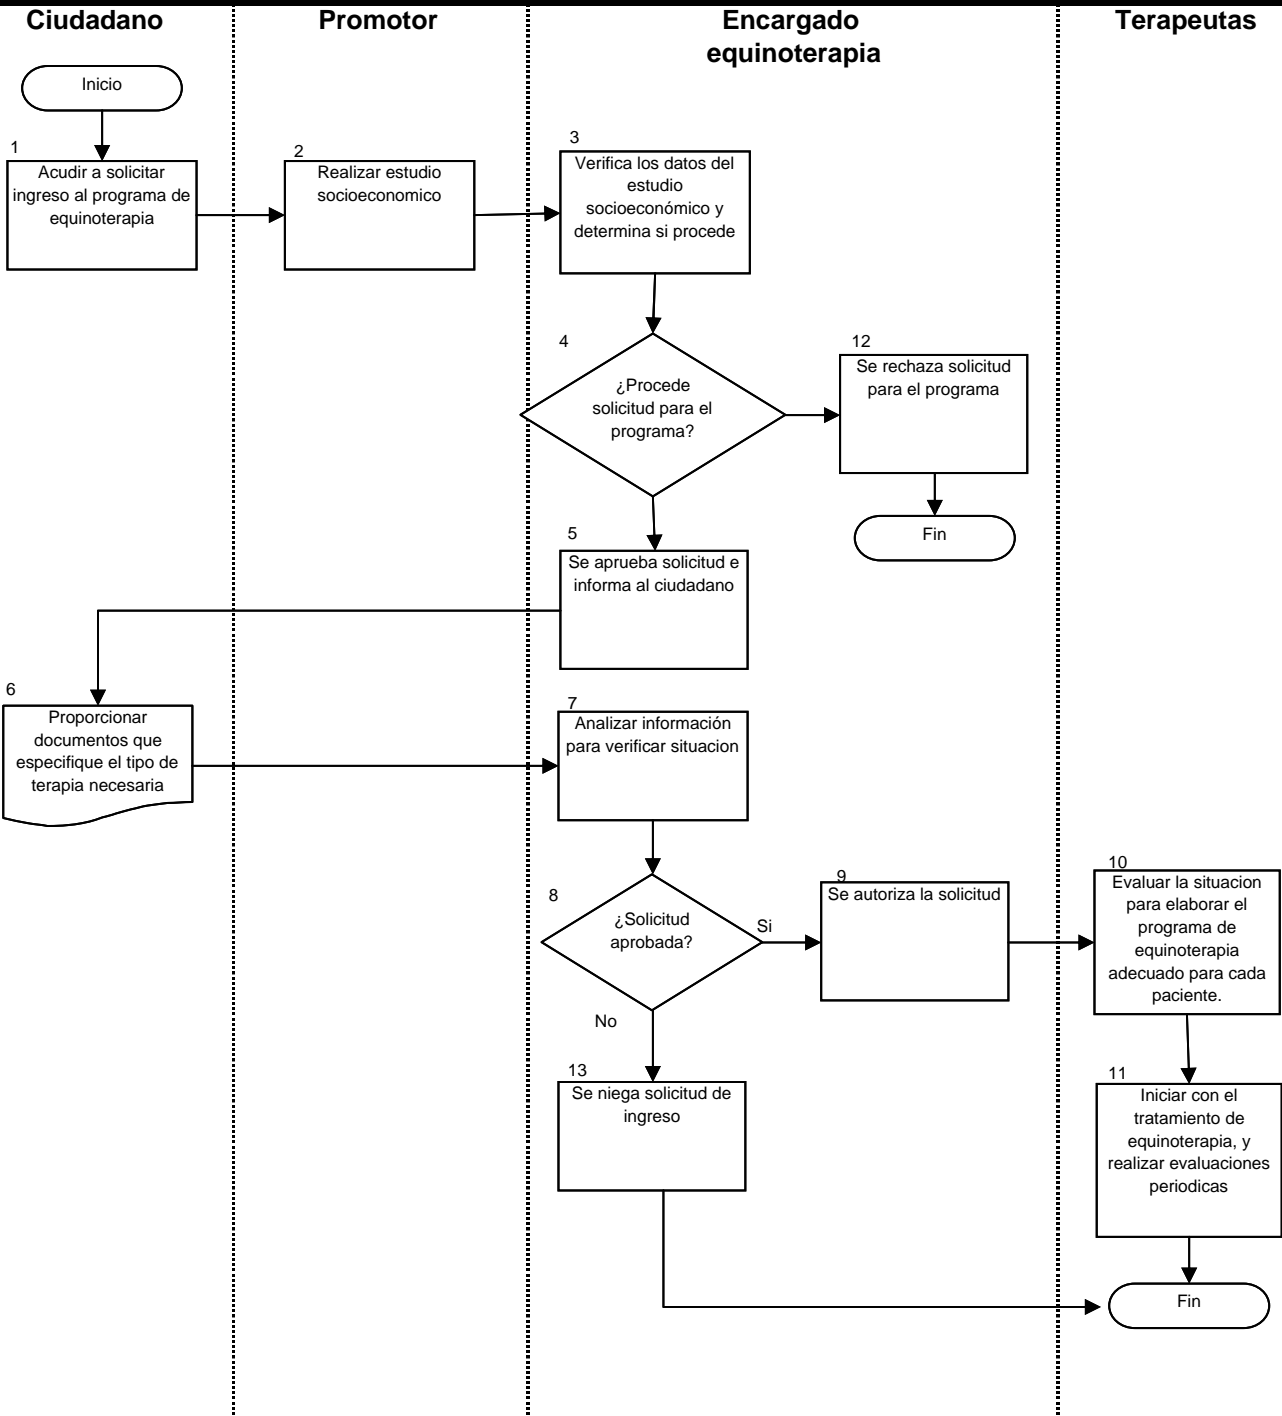 Ciudadano
Promotor
Encargado
equinoterapia
Terapeutas
Inicio
1
Acudir a solicitar
ingreso al programa de
equinoterapia
2
Realizar estudio
socioeconomico
3
Verifica los datos del
estudio
socioeconómico y
determina si procede
4
¿Procede
solicitud para el
programa?
12
Se rechaza solicitud
para el programa
Fin
5
Se aprueba solicitud e
informa al ciudadano
6
Proporcionar
documentos que
especifique el tipo de
terapia necesaria
7
Analizar información
para verificar situacion
8
¿Solicitud
aprobada?
Si
No
9
Se autoriza la solicitud
10
Evaluar la situacion
para elaborar el
programa de
equinoterapia
adecuado para cada
paciente.
13
Se niega solicitud de
ingreso
11
Iniciar con el
tratamiento de
equinoterapia, y
realizar evaluaciones
periodicas
Fin